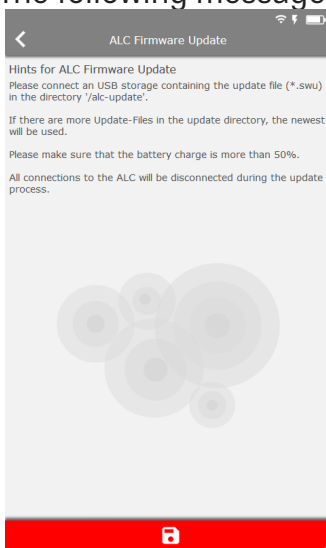 The following message
ALC Firmware Update
Hints for ALC Firmware Update
Please connect an USB storage containing the update file (*.swu)
in the directory '/alc-update'.
If there are more Update-Files in the update directory, the newest
will be used.
Please make sure that the battery charge is more than 50%.
All connections to the ALC will be disconnected during the update
process.